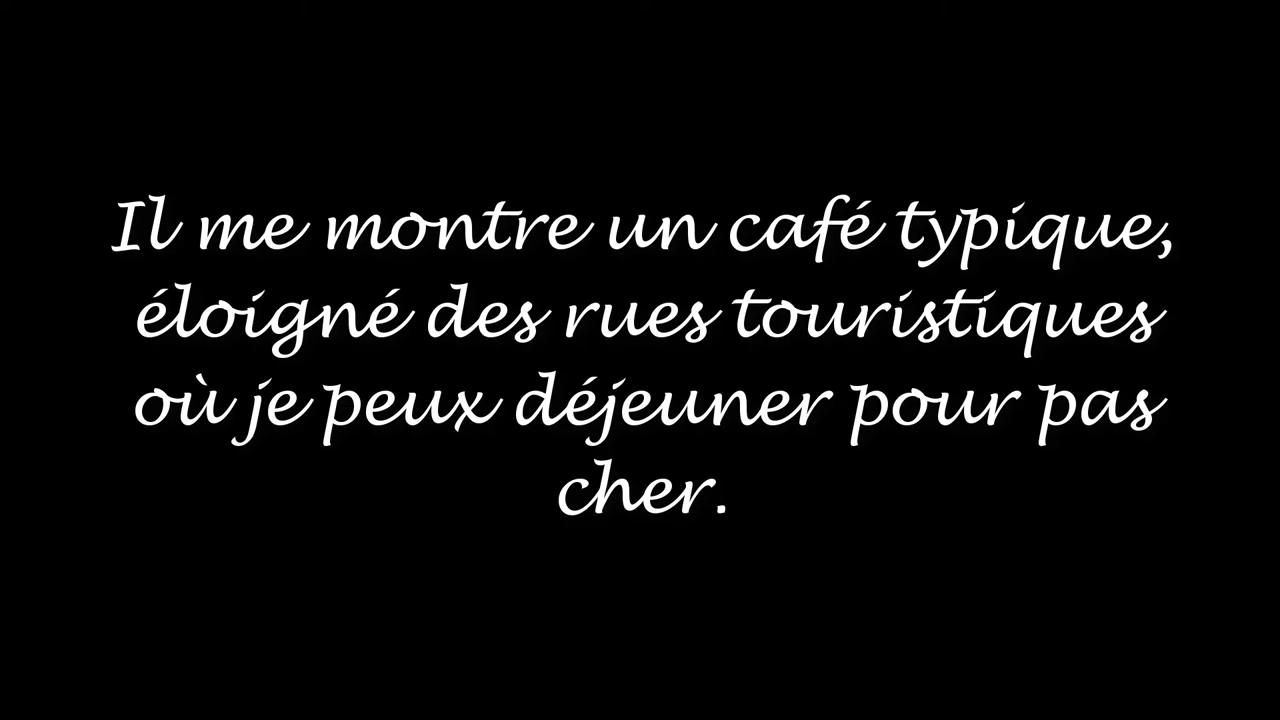 Il me montre un café typique,
éloigné des rues touristiques
où je peux déjeuner pour pas
cher.